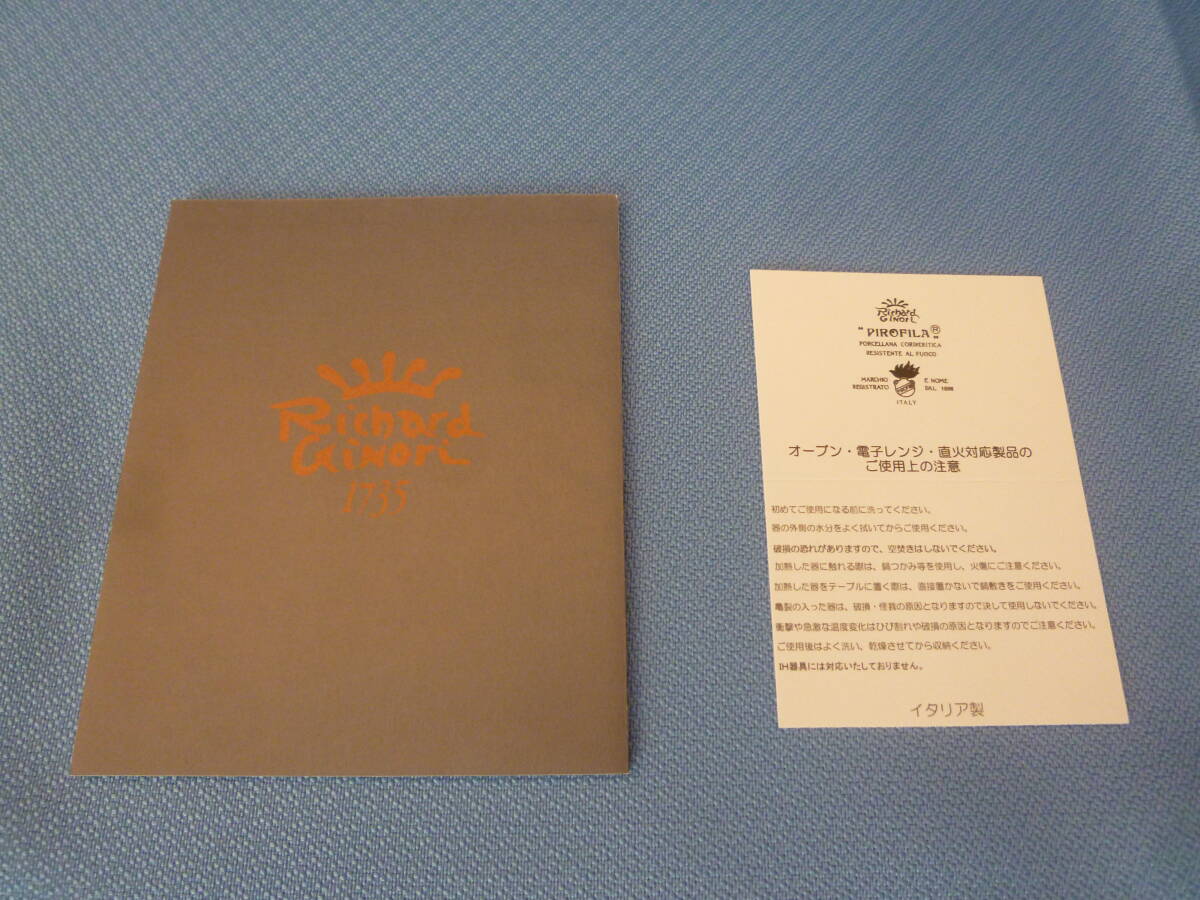 Richard
Ginori
1735
Richard
Ginori
"PIROFILA"®
PORCELLANA CORDIERITICA
RESISTENTE AL FUOCO
MARCHIO E NOME
REGISTRATO DAL 1886
ITALY
オーブン・電子レンジ・直火対応製品の
ご使用上の注意
初めてご使用になる前に洗ってください。
器の外側の水分をよく拭いてからご使用ください。
破損の恐れがありますので、空焚きはしないでください。
加熱した器に触れる際は、鍋つかみ等を使用し、火傷にご注意ください。
加熱した器をテーブルに置く際は、直接置かないで鍋敷きをご使用ください。
亀裂の入った器は、破損・怪我の原因となりますので決して使用しないでください。
衝撃や急激な温度変化はひび割れや破損の原因となりますのでご注意ください。
ご使用後はよく洗い、乾燥させてから収納ください。
IH器具には対応いたしておりません。
イタリア製